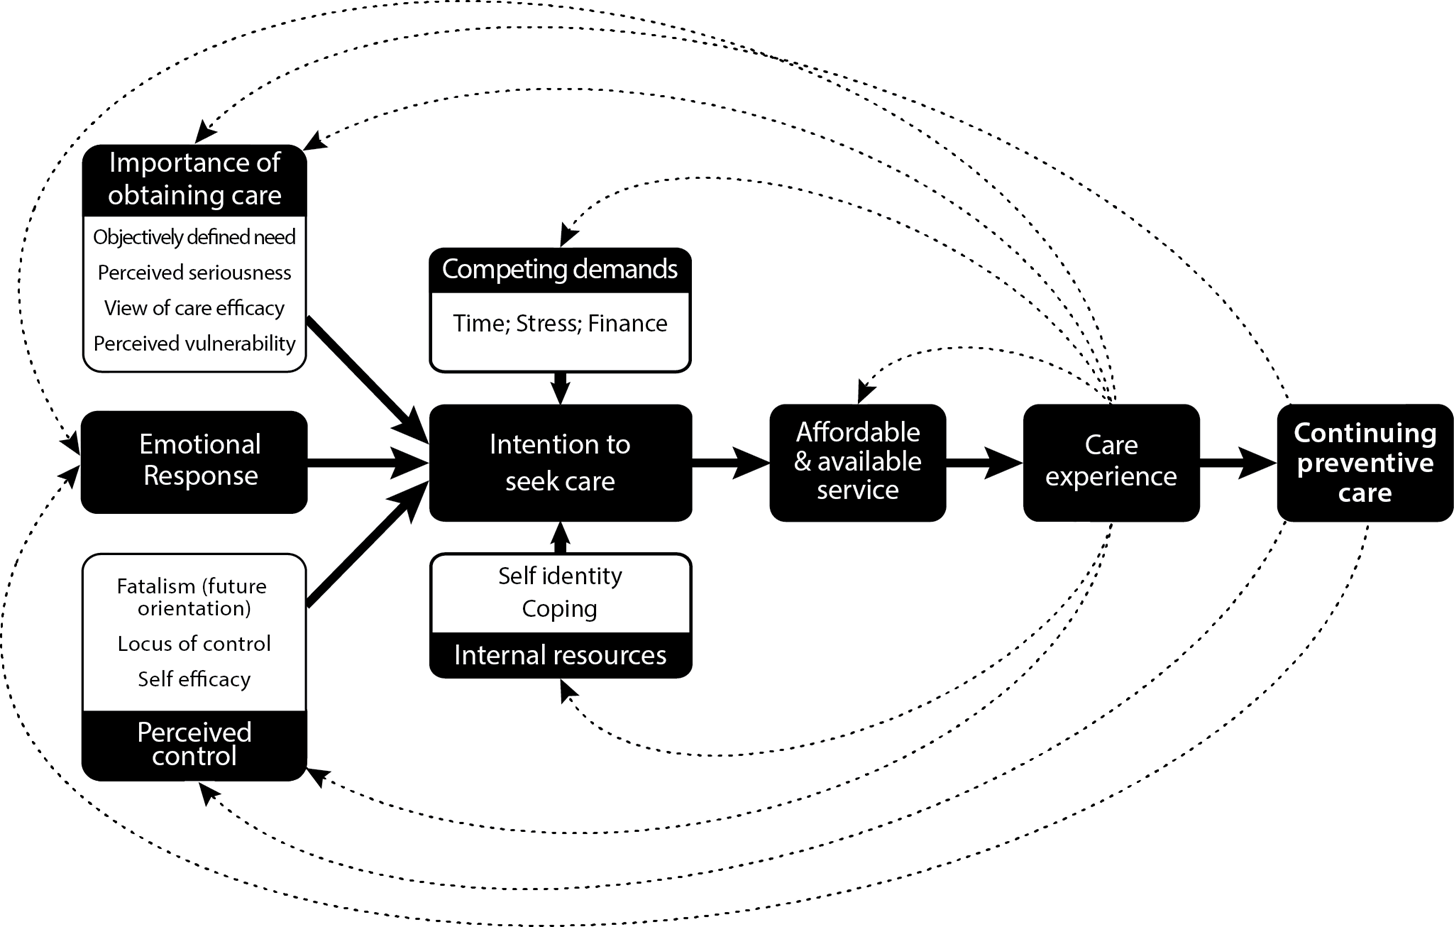 Importance of
obtaining care
Objectively defined need
Perceived seriousness
View of care efficacy
Perceived vulnerability
Emotional
Response
Fatalism (future
orientation)
Locus of control
Self efficacy
Perceived
control
Competing demands
Time; Stress; Finance
Intention to
seek care
Self identity
Coping
Internal resources
Affordable
& available
service
Care
experience
Continuing
preventive
care